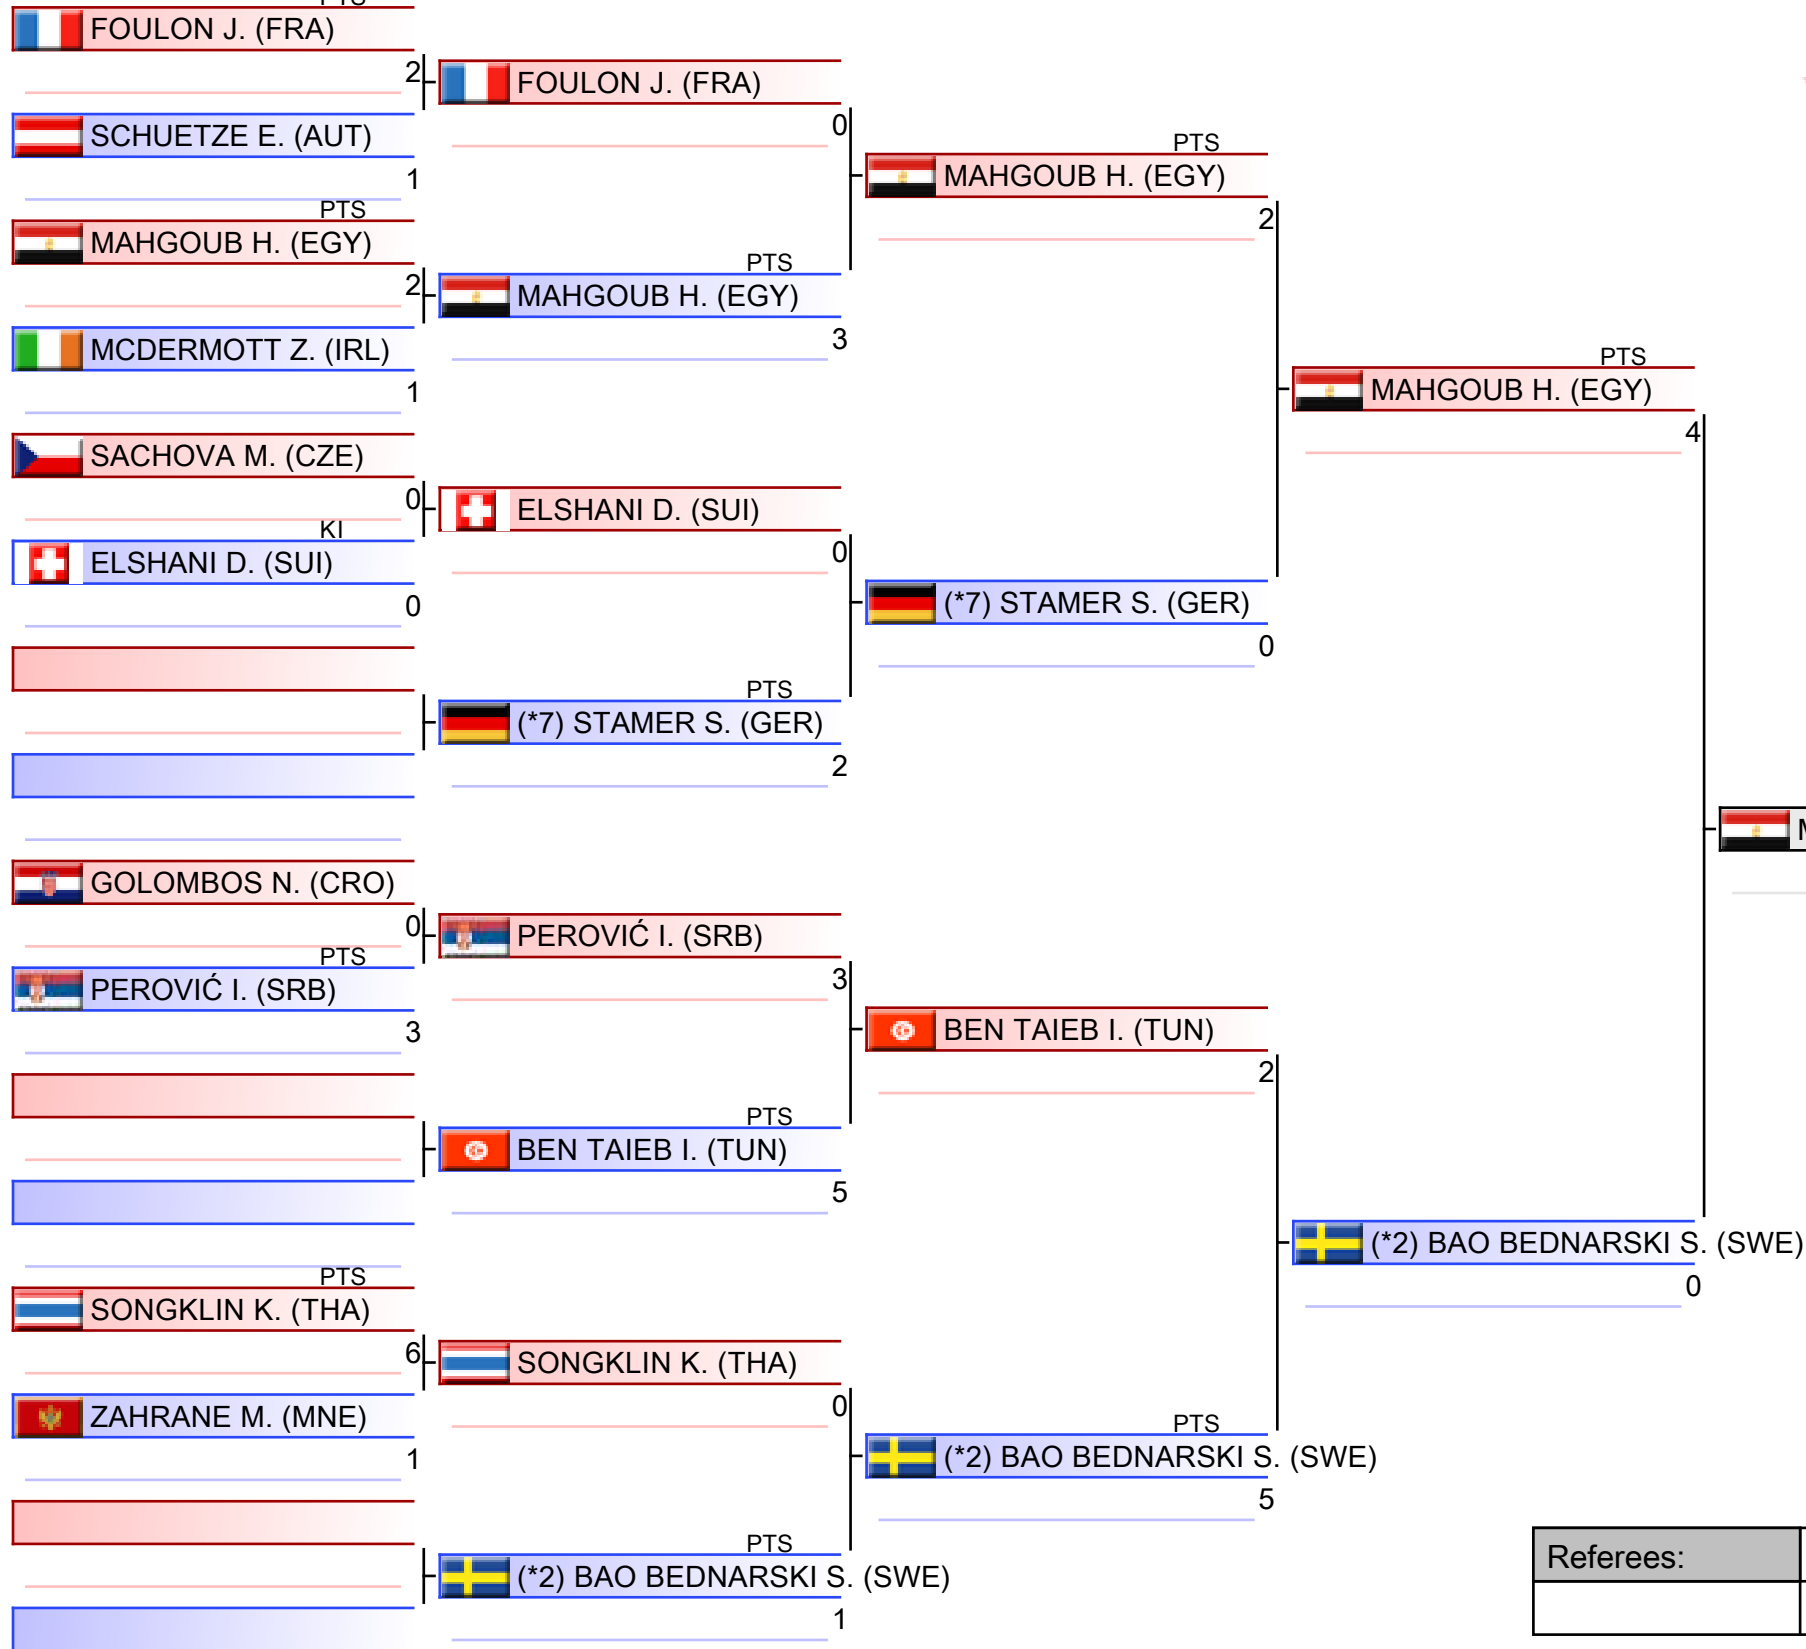 PTS
FOULON J. (FRA)
2
SCHUETZE E. (AUT)
1
PTS
MAHGOUB H. (EGY)
2
MCDERMOTT Z. (IRL)
1
SACHOVA M. (CZE)
0
KI
ELSHANI D. (SUI)
0
GOLOMBOS N. (CRO)
0
PTS
PEROVIĆ I. (SRB)
3
PTS
SONGKLIN K. (THA)
6
ZAHRANE M. (MNE)
1
FOULON J. (FRA)
0
PTS
MAHGOUB H. (EGY)
3
ELSHANI D. (SUI)
0
PTS
(*7) STAMER S. (GER)
2
PEROVIĆ I. (SRB)
3
PTS
BEN TAIEB I. (TUN)
5
SONGKLIN K. (THA)
0
PTS
(*2) BAO BEDNARSKI S. (SWE)
1
PTS
MAHGOUB H. (EGY)
2
(*7) STAMER S. (GER)
0
BEN TAIEB I. (TUN)
2
PTS
(*2) BAO BEDNARSKI S. (SWE)
5
PTS
MAHGOUB H. (EGY)
4
(*2) BAO BEDNARSKI S. (SWE)
0
Referees: